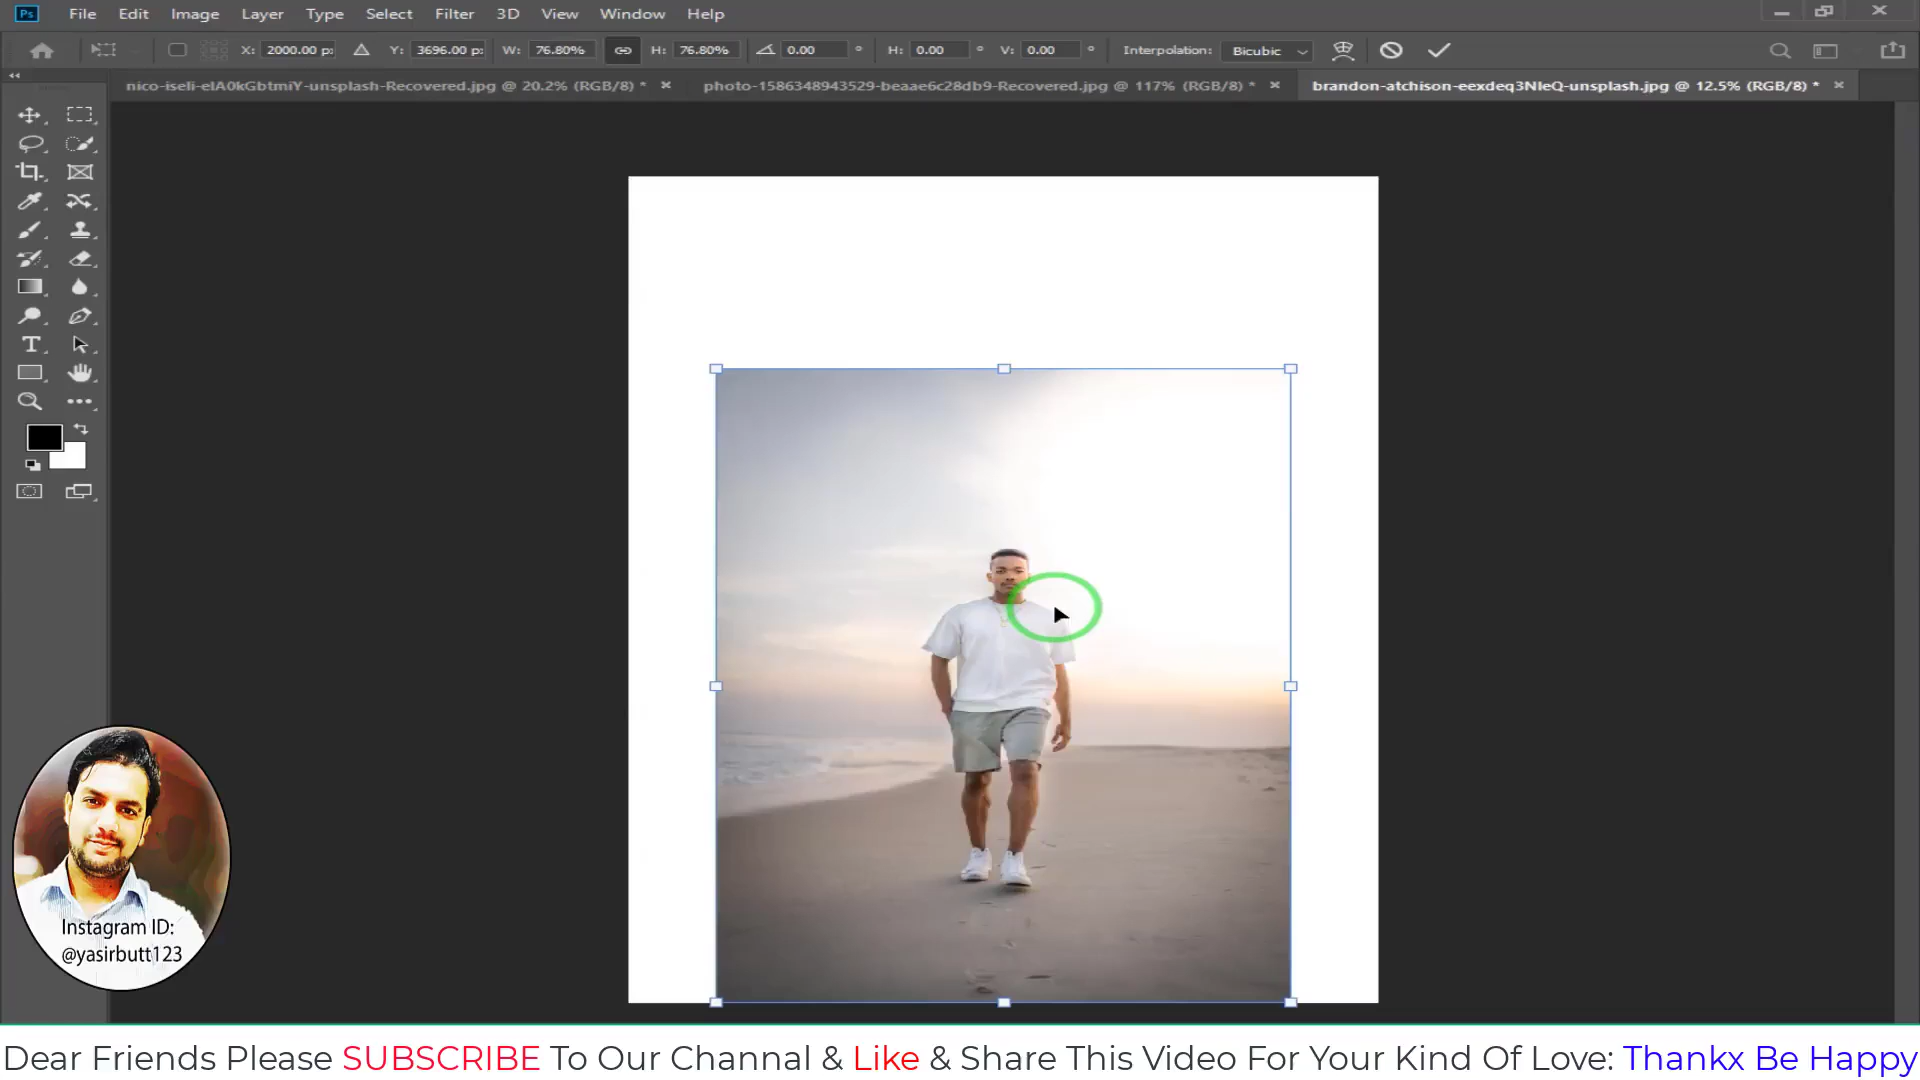 Ps File Edit Image Layer Type Select Filter 3D View Window Help
X: 2000.00 p: Y: 3696.00 p: W: 76.80% H: 76.80% 0.00 ° H: 0.00 ° V: 0.00 ° Interpolation: Bicubic
nico-iseli-elA0kGbtmiY-unsplash-Recovered.jpg @ 20.2% (RGB/8) * photo-1586348943529-beaae6c28db9-Recovered.jpg @ 117% (RGB/8) * brandon-atchison-eexdeq3NleQ-unsplash.jpg @ 12.5% (RGB/8) *
Instagram ID:
@yasirbutt123
Dear Friends Please SUBSCRIBE To Our Channal & Like & Share This Video For Your Kind Of Love: Thankx Be Happy